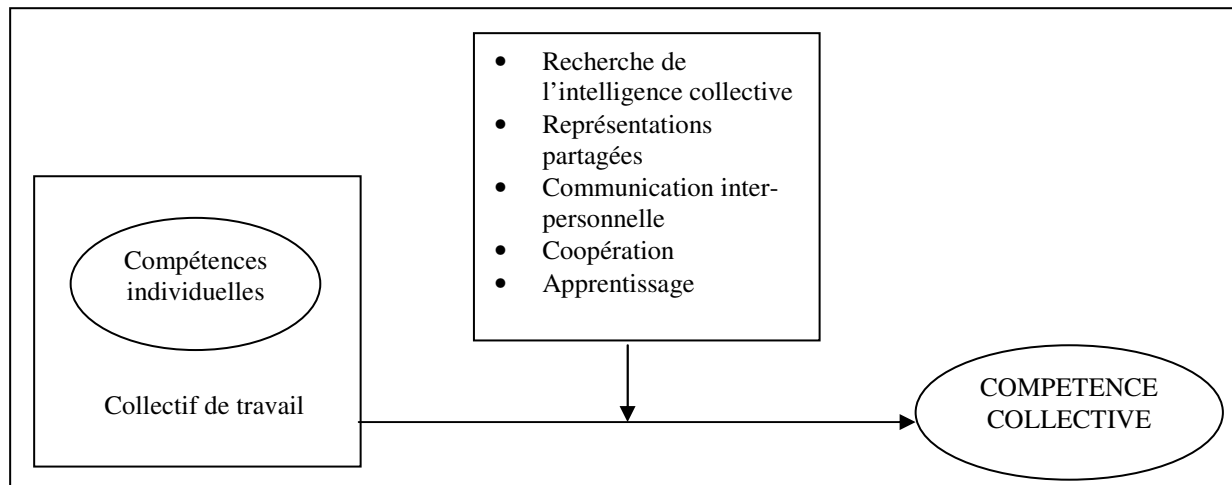 • Recherche de
l’intelligence collective
• Représentations
partagées
• Communication inter-
personnelle
• Coopération
• Apprentissage
Compétences
individuelles
Collectif de travail
COMPETENCE
COLLECTIVE